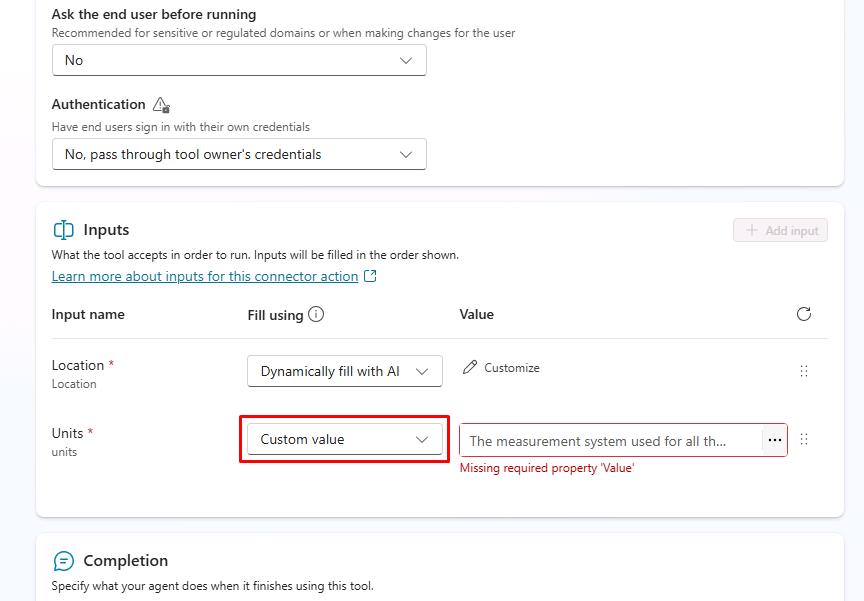 Ask the end user before running
Recommended for sensitive or regulated domains or when making changes for the user
No
Authentication
Have end users sign in with their own credentials
No, pass through tool owner's credentials
Inputs
Add input
What the tool accepts in order to run. Inputs will be filled in the order shown.
Learn more about inputs for this connector action
Input name Fill using Value
Location * Dynamically fill with AI Customize
Location
Units * Custom value The measurement system used for all th... ...
units Missing required property 'Value'
Completion
Specify what your agent does when it finishes using this tool.